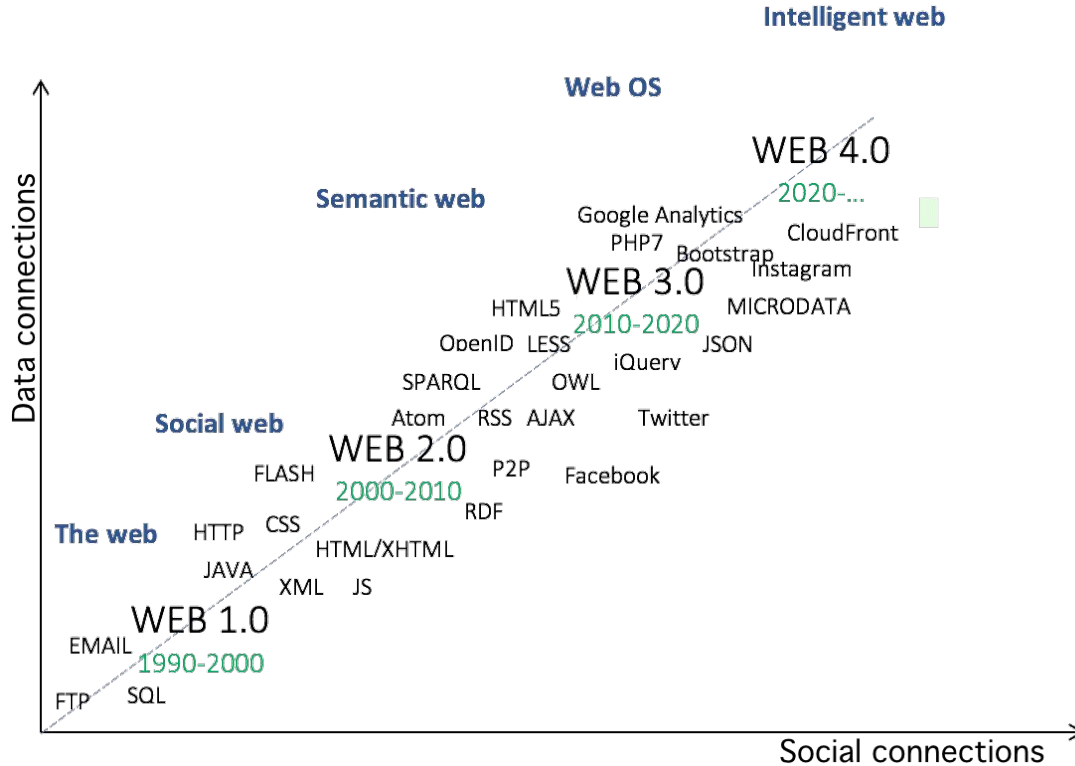 Intelligent web
Web OS
WEB 4.0
2020-...
Semantic web
Google Analytics
CloudFront
PHP7
Bootstrap
Instagram
WEB 3.0
HTML5
MICRODATA
2010-2020
OpenID
LESS
JSON
iQuerv
SPARQL
OWL
Atom
RSS
AJAX
Twitter
Social web
WEB 2.0
FLASH
P2P
Facebook
2000-2010
RDF
The web
HTTP
CSS
HTML/XHTML
JAVA
XML
JS
WEB 1.0
EMAIL
1990-2000
FTP
SQL
Data connections
Social connections